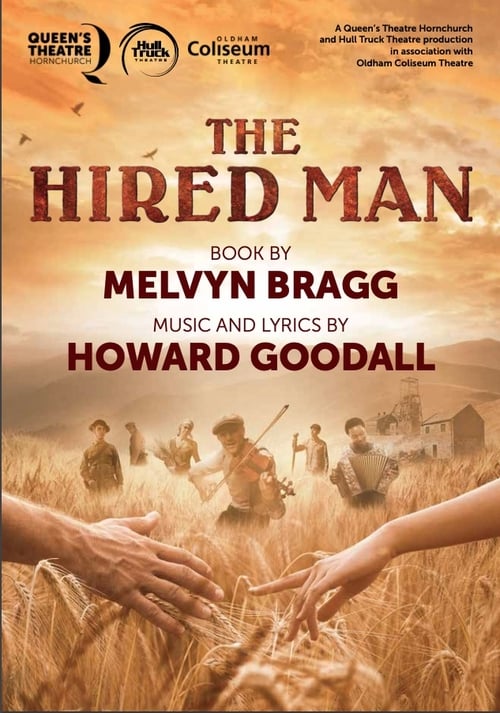 QUEEN'S
THEATRE
HORNCHURCH
Hull
Truck
THEATRE
OLDHAM
Coliseum
THEATRE
A Queen's Theatre Hornchurch
and Hull Truck Theatre production
in association with
Oldham Coliseum Theatre
THE
HIRED MAN
BOOK BY
MELVYN BRAGG
MUSIC AND LYRICS BY
HOWARD GOODALL